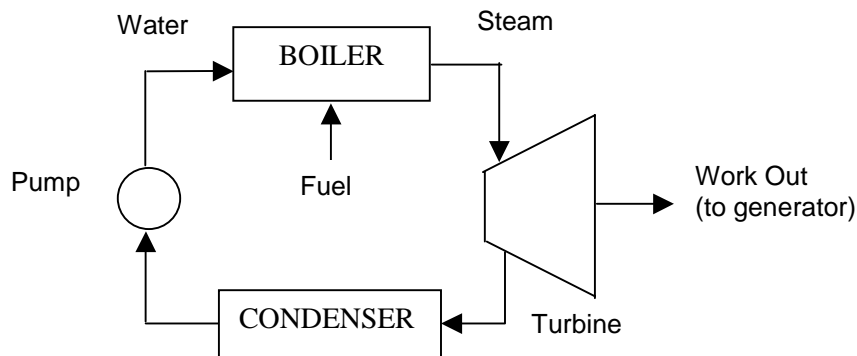 Water
Steam
BOILER
Pump
Fuel
Work Out
(to generator)
CONDENSER
Turbine